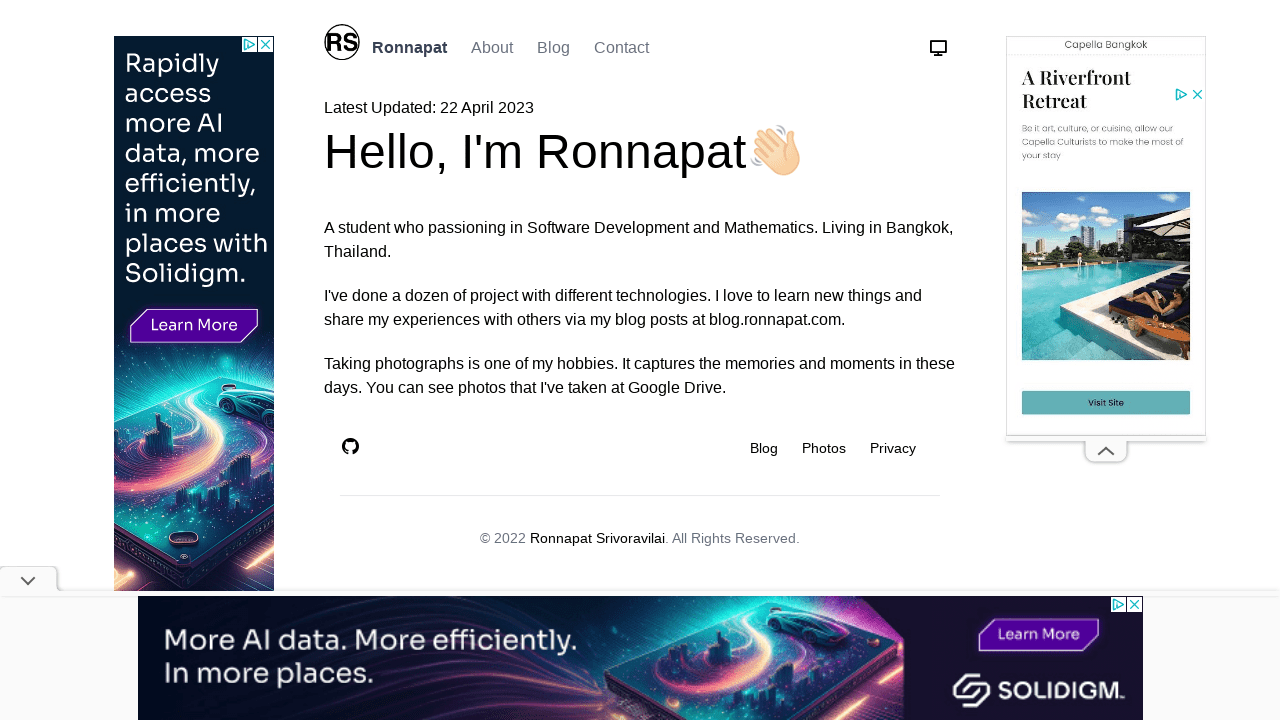 RS
Ronnapat
About
Blog
Contact
Latest Updated: 22 April 2023
Hello, I'm Ronnapat
A student who passioning in Software Development and Mathematics. Living in Bangkok,
Thailand.
I've done a dozen of project with different technologies. I love to learn new things and
share my experiences with others via my blog posts at blog.ronnapat.com.
Taking photographs is one of my hobbies. It captures the memories and moments in these
days. You can see photos that I've taken at Google Drive.
Blog
Photos
Privacy
© 2022 Ronnapat Srivoravilai. All Rights Reserved.
Rapidly
access
more AI
data, more
efficiently,
in more
places with
Solidigm.
Learn More
Capella Bangkok
A Riverfront
Retreat
Be it art, culture, or cuisine, allow our
Capella Culturists to make the most of
your stay
Visit Site
More AI data. More efficiently.
In more places.
Learn More
SOLIDIGM